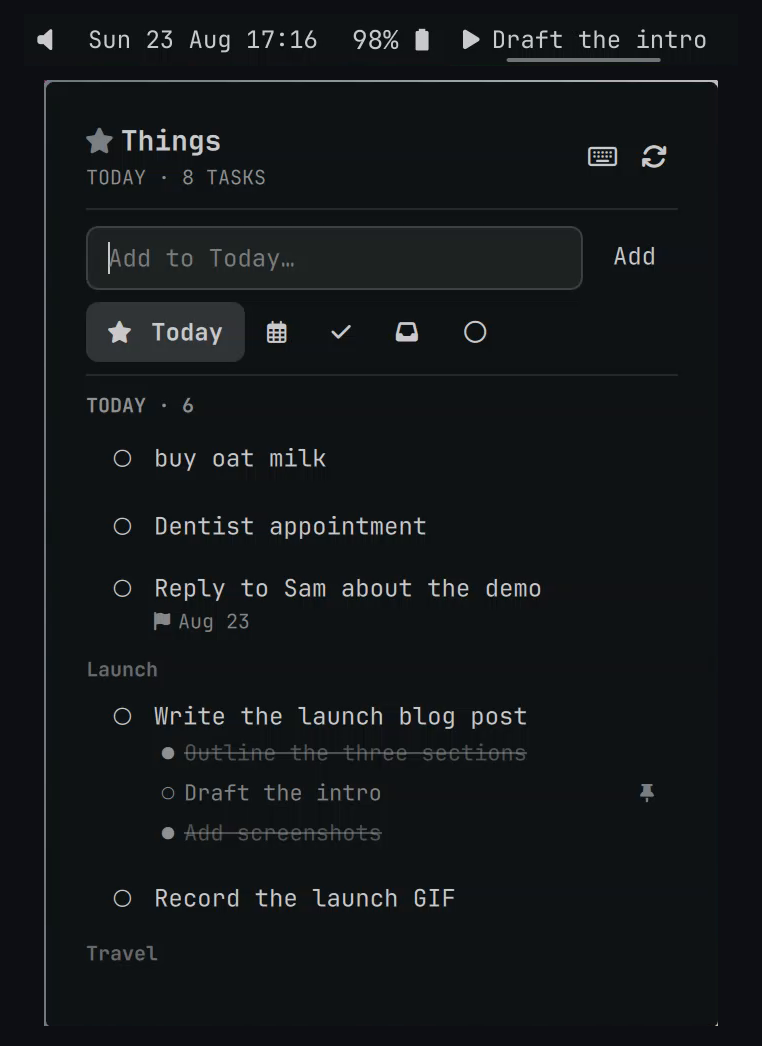 Sun 23 Aug 17:16 98% Draft the intro
Things
TODAY · 8 TASKS
Add to Today… Add
Today
TODAY · 6
buy oat milk
Dentist appointment
Reply to Sam about the demo
Aug 23
Launch
Write the launch blog post
Outline the three sections
Draft the intro
Add screenshots
Record the launch GIF
Travel